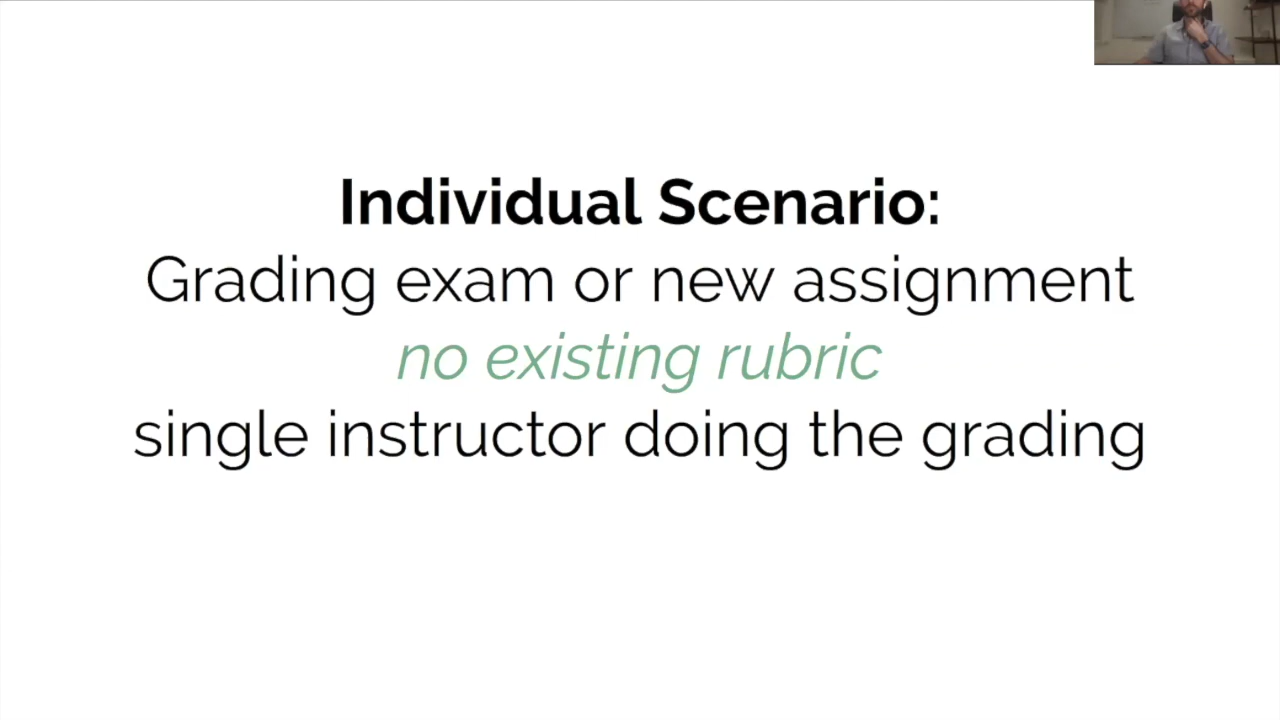 Individual Scenario:
Grading exam or new assignment
no existing rubric
single instructor doing the grading